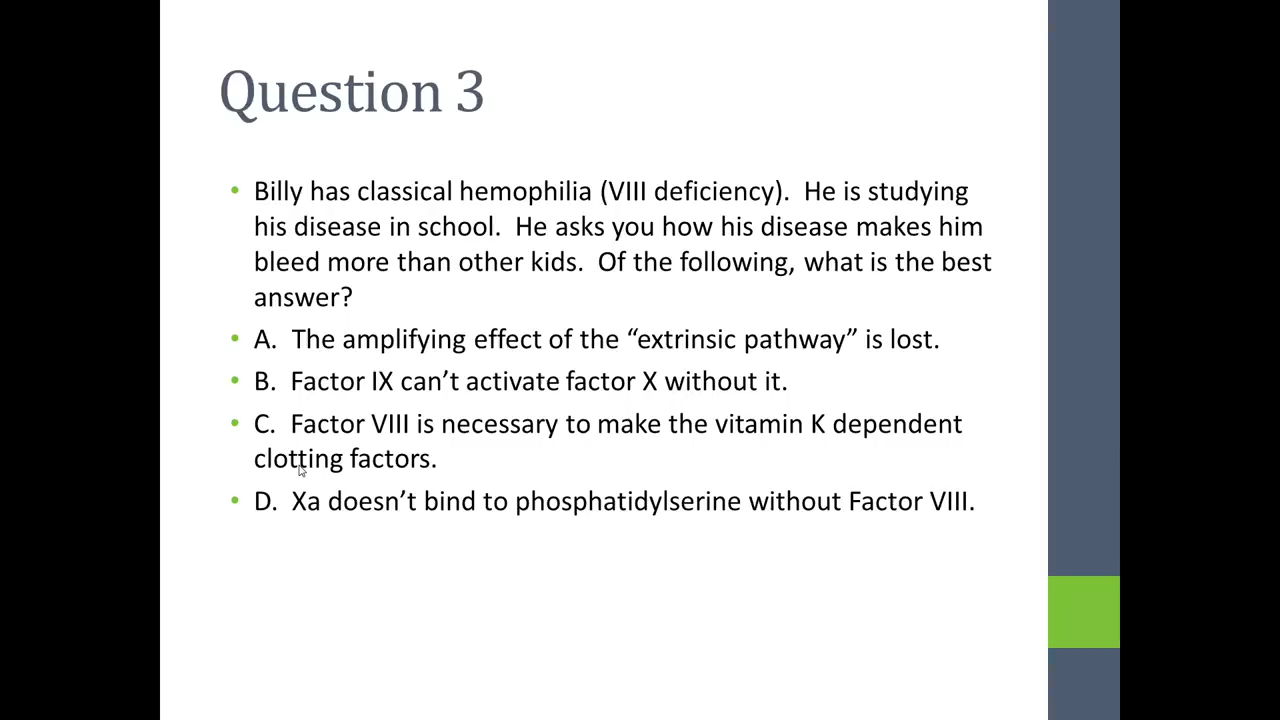 Question 3
• Billy has classical hemophilia (VIII deficiency).  He is studying
his disease in school.  He asks you how his disease makes him
bleed more than other kids.  Of the following, what is the best
answer?
• A.  The amplifying effect of the “extrinsic pathway” is lost.
• B.  Factor IX can’t activate factor X without it.
• C.  Factor VIII is necessary to make the vitamin K dependent
clotting factors.
• D.  Xa doesn’t bind to phosphatidylserine without Factor VIII.